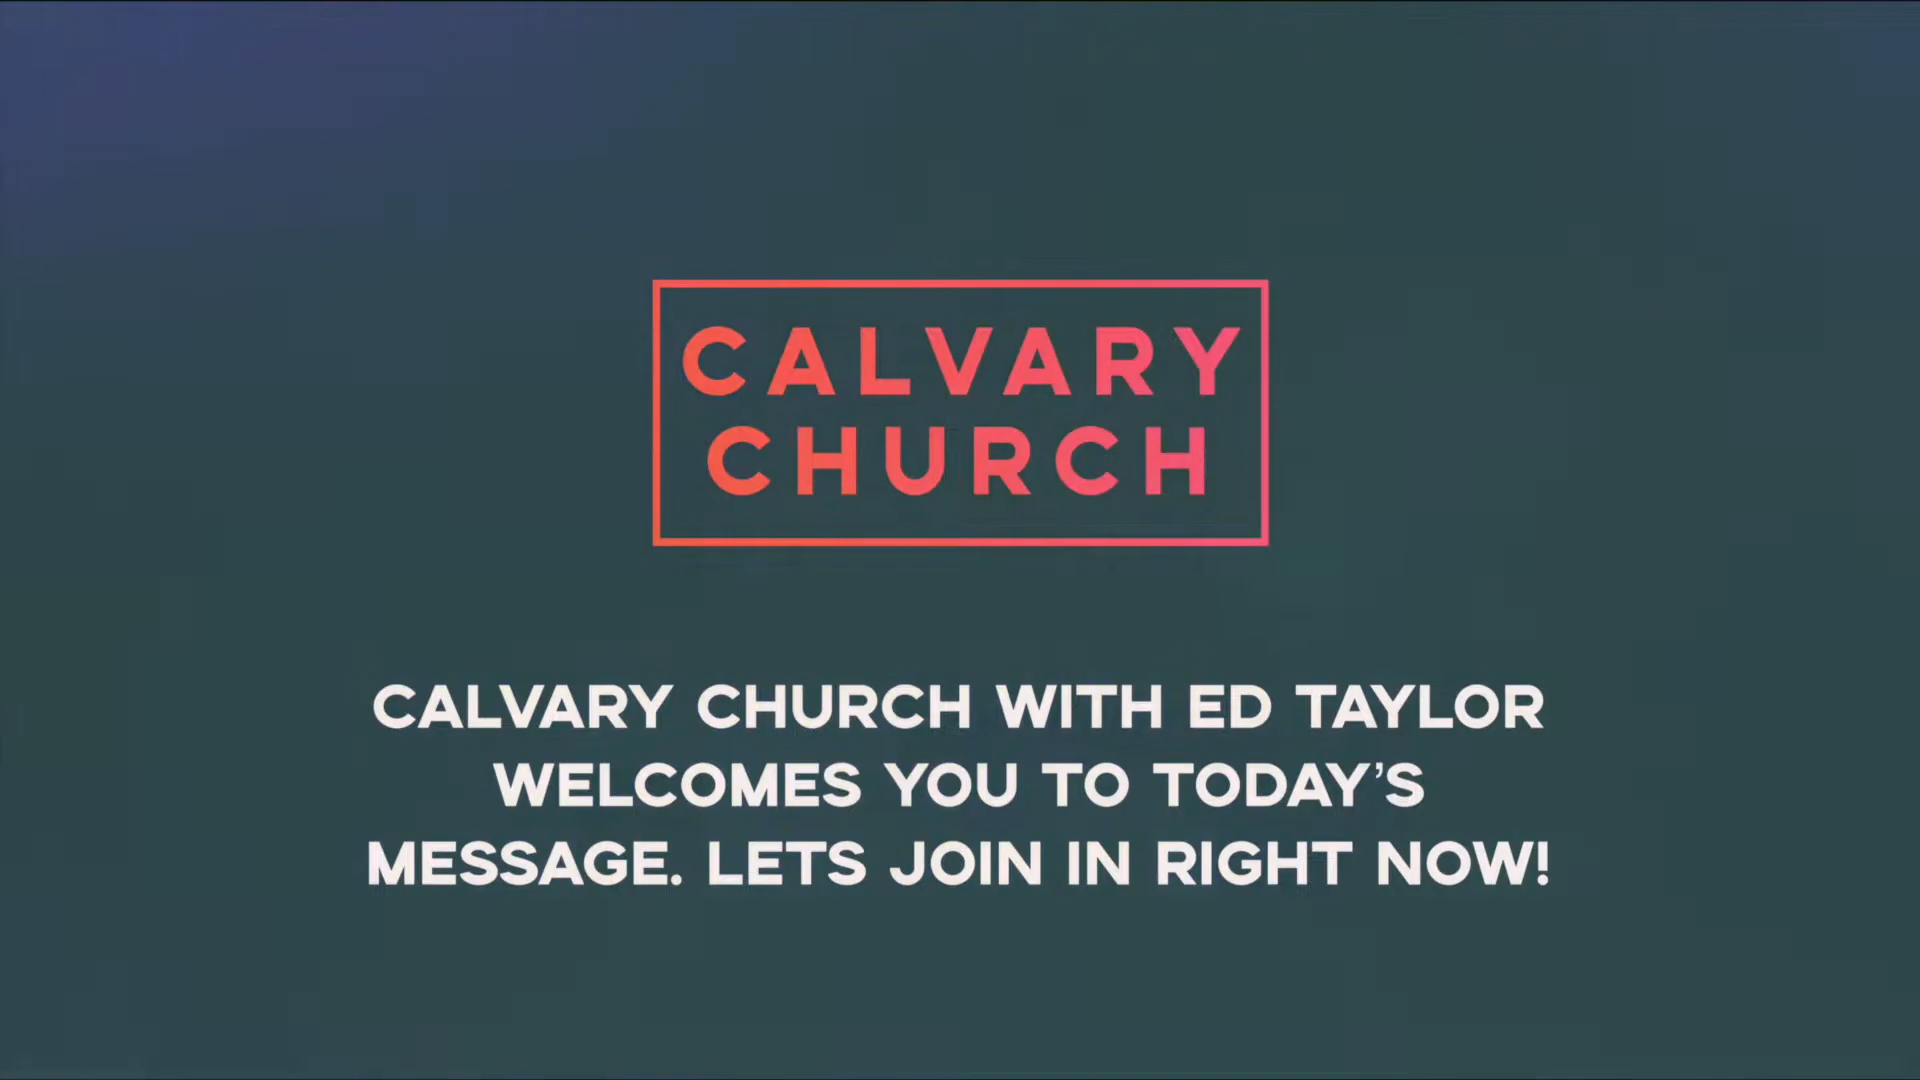 CALVARY
CHURCH
CALVARY CHURCH WITH ED TAYLOR
WELCOMES YOU TO TODAY’S
MESSAGE. LETS JOIN IN RIGHT NOW!